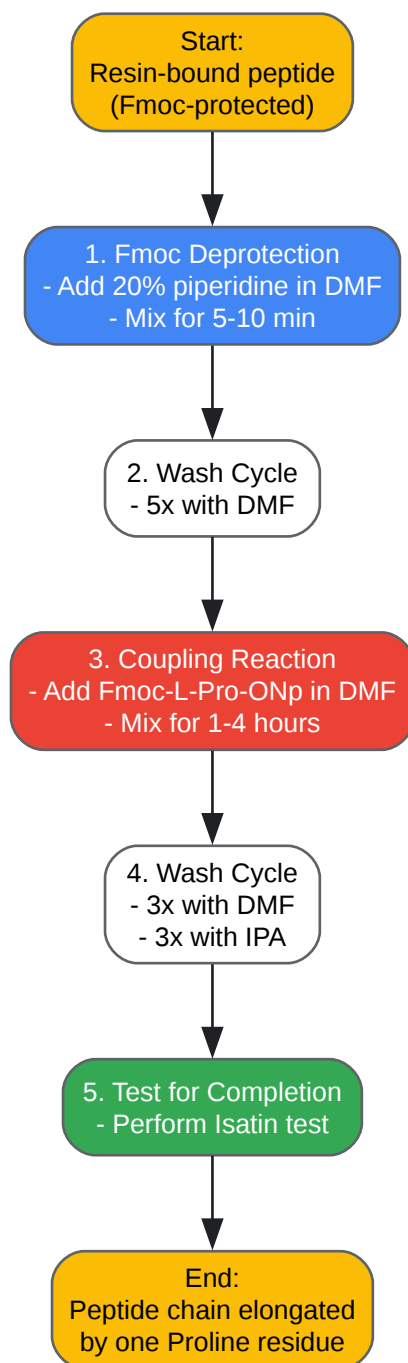 Start:
Resin-bound peptide
(Fmoc-protected)
1. Fmoc Deprotection
- Add 20% piperidine in DMF
- Mix for 5-10 min
2. Wash Cycle
- 5x with DMF
3. Coupling Reaction
- Add Fmoc-L-Pro-ONp in DMF
- Mix for 1-4 hours
4. Wash Cycle
- 3x with DMF
- 3x with IPA
5. Test for Completion
- Perform Isatin test
End:
Peptide chain elongated
by one Proline residue